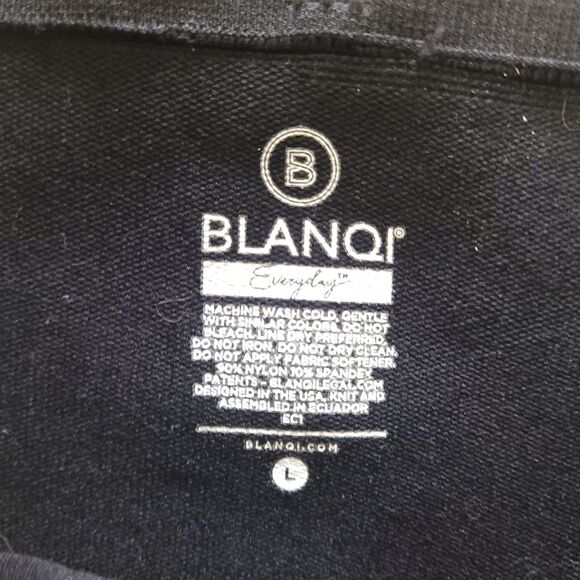 B
BLANQI®
Everyday™
MACHINE WASH COLD, GENTLE
WITH SIMILAR COLORS. DO NOT
BLEACH. LINE DRY PREFERRED.
DO NOT IRON. DO NOT DRY CLEAN.
DO NOT APPLY FABRIC SOFTENER.
90% NYLON 10% SPANDEX
PATENTS - BLANQILEGAL.COM
DESIGNED IN THE USA, KNIT AND
ASSEMBLED IN ECUADOR
EC1
BLANQI.COM
L